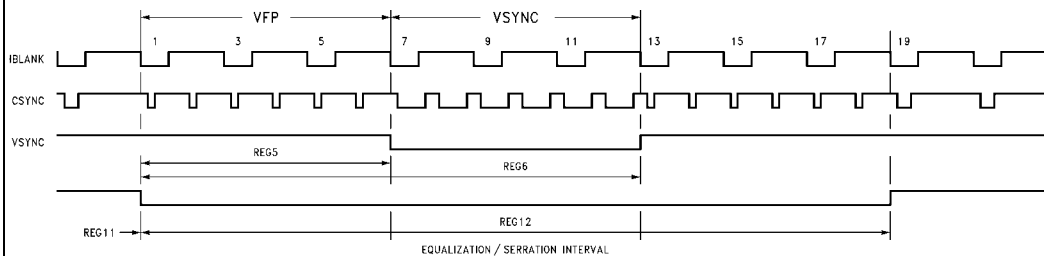 VFP VSYNC
1 3 5 7 9 11 13 15 17 19
IBLANK
CSYNC
VSYNC
REG5
REG6
REG12
REG11
EQUALIZATION / SERRATION INTERVAL